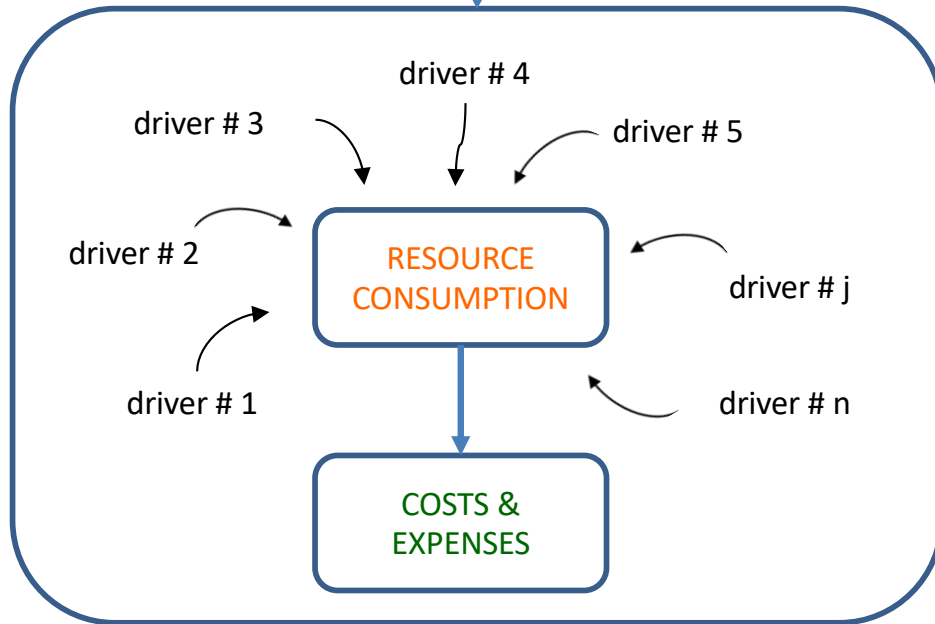 driver # 4
driver # 3
driver # 5
driver # 2
RESOURCE
CONSUMPTION
driver # j
driver # 1
driver # n
COSTS &
EXPENSES